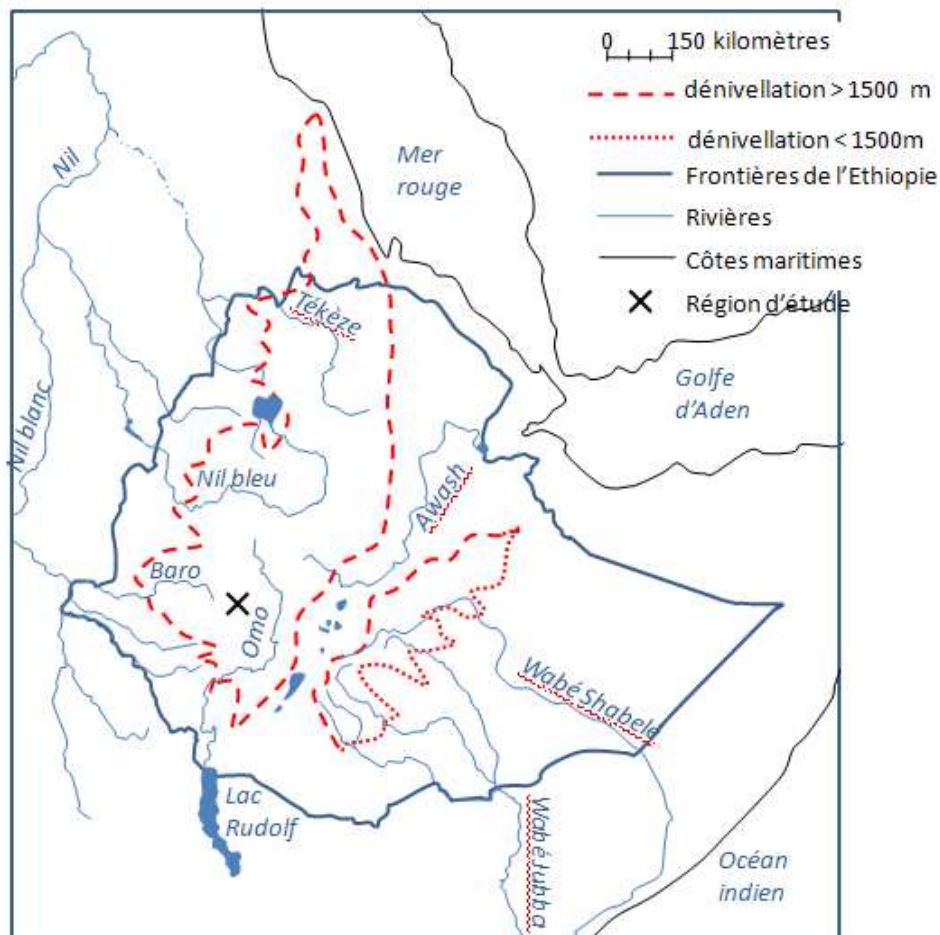 0 150 kilomètres
dénivellation > 1500 m
dénivellation < 1500m
Frontières de l'Ethiopie
Rivières
Côtes maritimes
Région d'étude
Mer
rouge
Nil
Tékèze
Golfe
d'Aden
Nil blanc
Nil bleu
Awash
Baro
Omo
Wabé Shabele
Lac
Rudolf
Wabé Jubba
Océan
indien